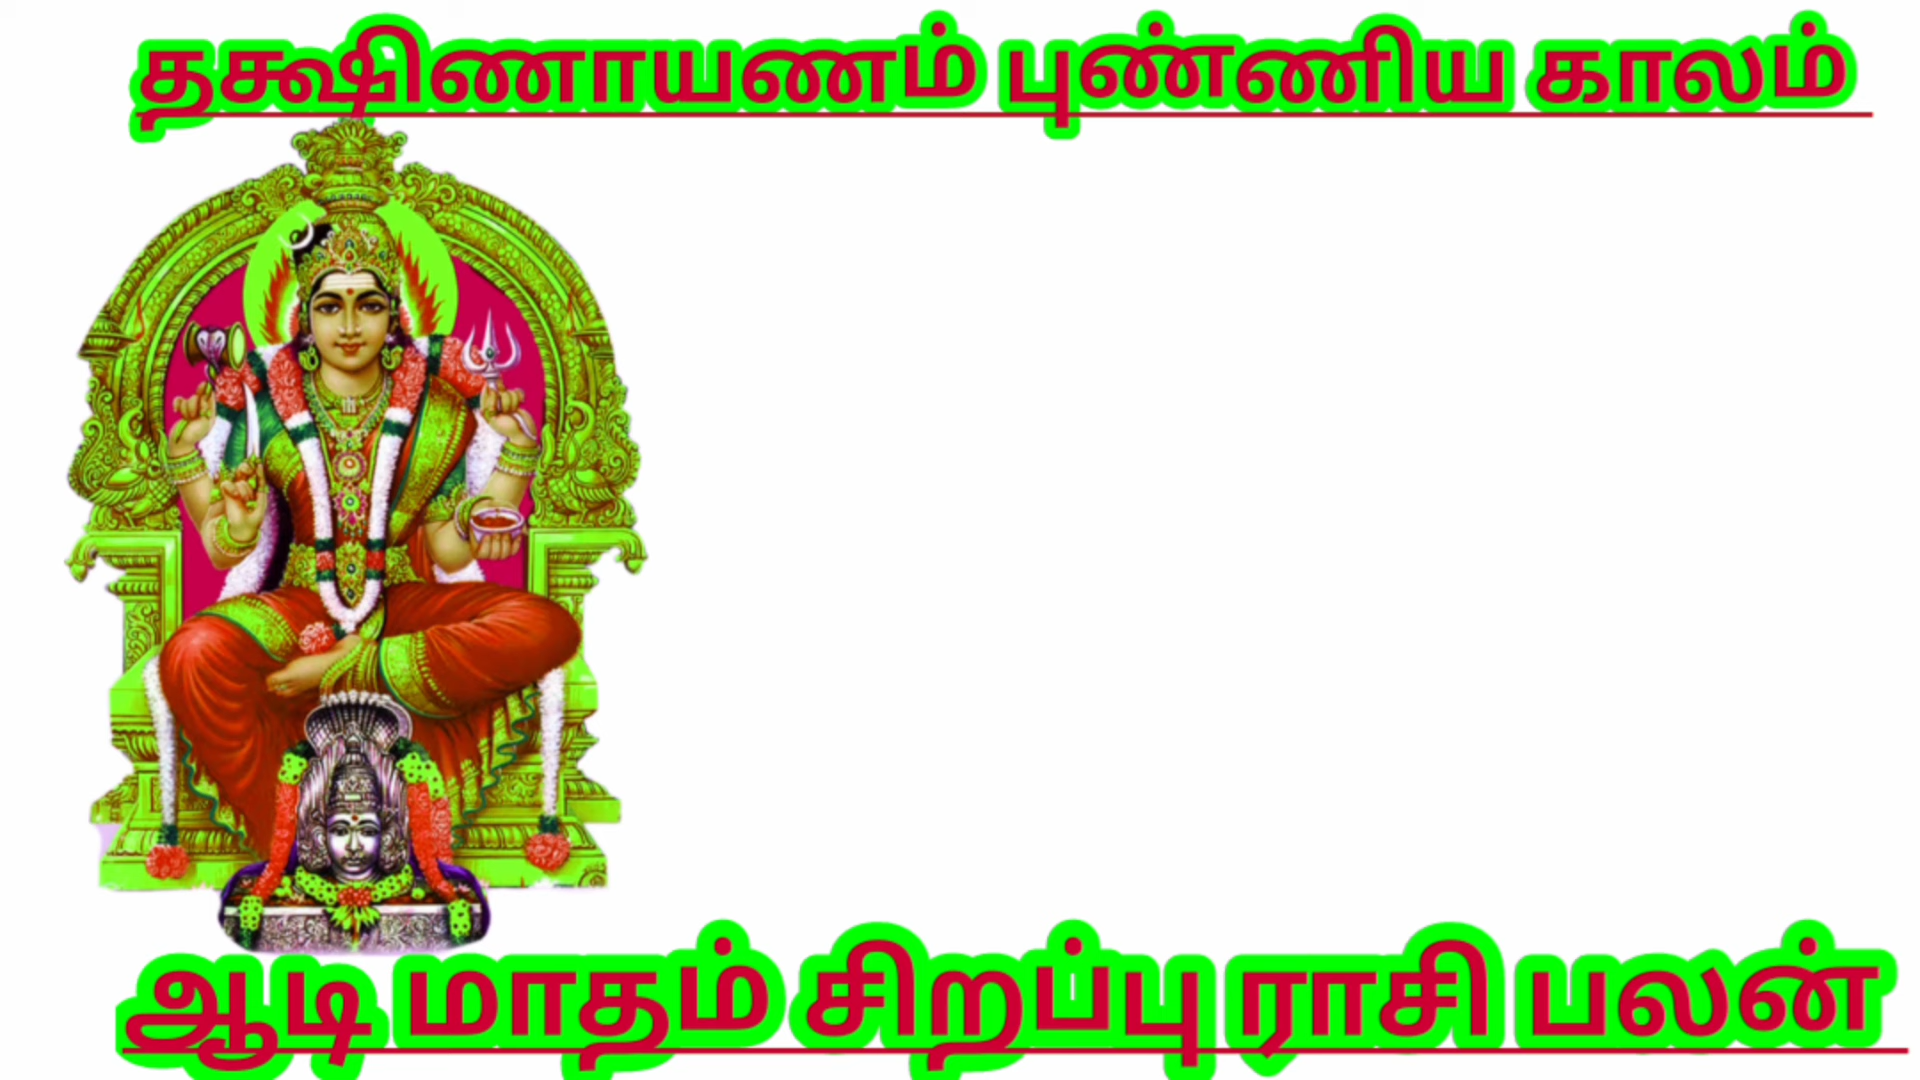 தக்ஷிணாயணம் புண்ணிய காலம்
ஆடி மாதம் சிறப்பு ராசி பலன்